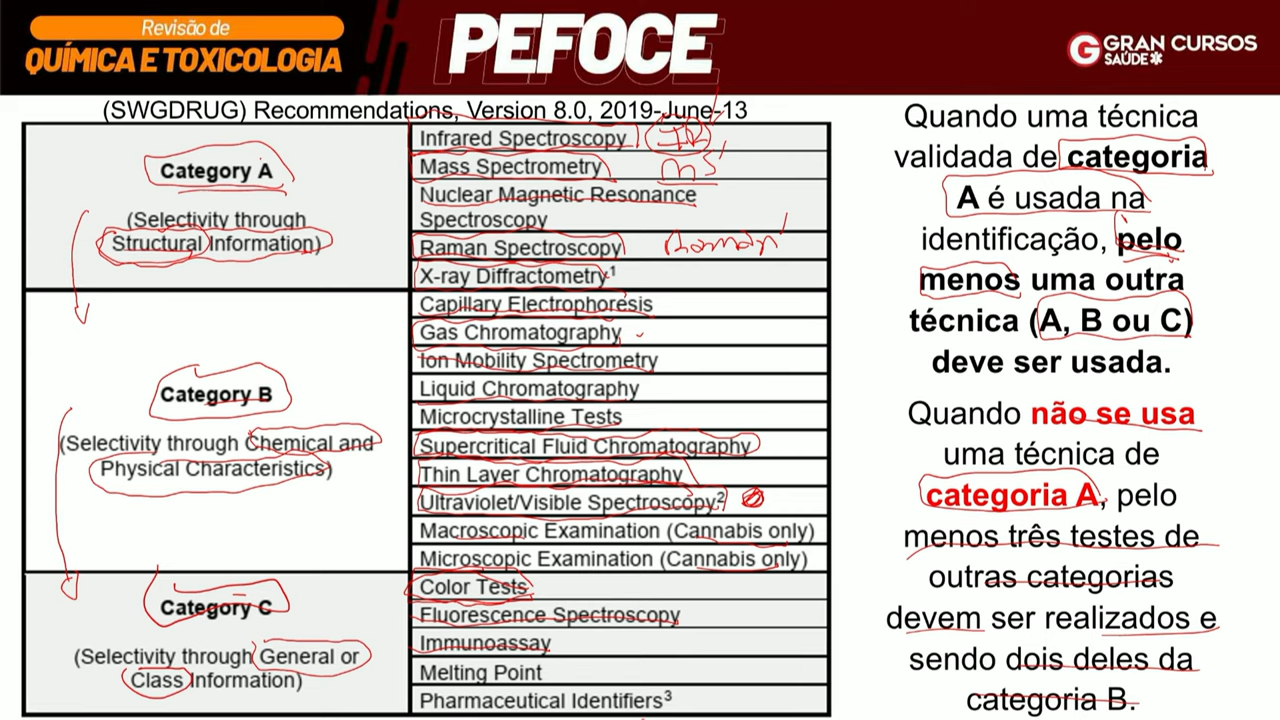 Revisão de
QUÍMICA E TOXICOLOGIA
PEFOCE
GRAN CURSOS
SAÚDE
(SWGDRUG) Recommendations, Version 8.0, 2019-June-13
Category A
(Selectivity through
Structural Information)
Infrared Spectroscopy IR
Mass Spectrometry MS
Nuclear Magnetic Resonance
Spectroscopy
Raman Spectroscopy Raman
X-ray Diffractometry¹
Category B
(Selectivity through Chemical and
Physical Characteristics)
Capillary Electrophoresis
Gas Chromatography
Ion Mobility Spectrometry
Liquid Chromatography
Microcrystalline Tests
Supercritical Fluid Chromatography
Thin Layer Chromatography
Ultraviolet/Visible Spectroscopy²
Macroscopic Examination (Cannabis only)
Microscopic Examination (Cannabis only)
Category C
(Selectivity through General or
Class Information)
Color Tests
Fluorescence Spectroscopy
Immunoassay
Melting Point
Pharmaceutical Identifiers³
Quando uma técnica
validada de categoria
A é usada na
identificação, pelo
menos uma outra
técnica (A, B ou C)
deve ser usada.
Quando não se usa
uma técnica de
categoria A, pelo
menos três testes de
outras categorias
devem ser realizados e
sendo dois deles da
categoria B.